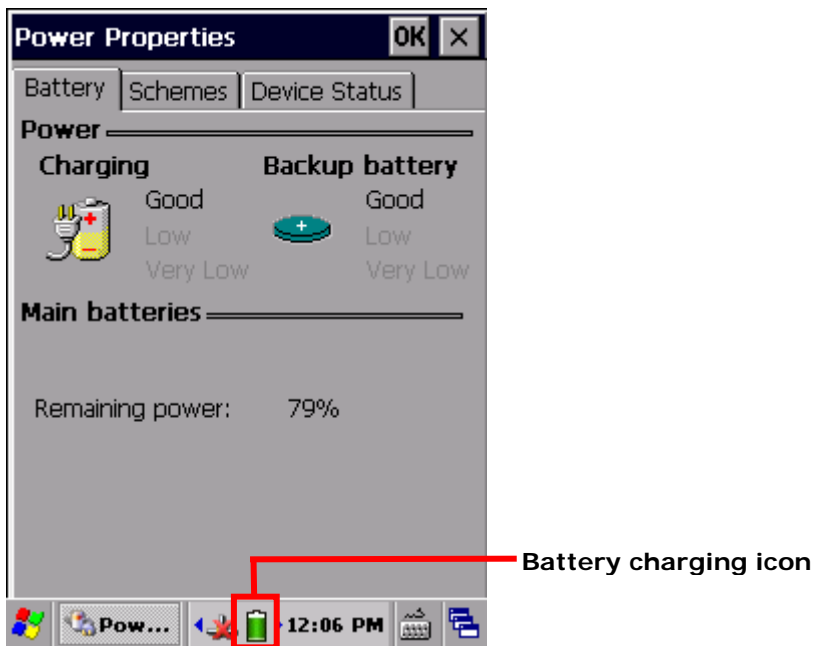 Power Properties OK ×
Battery Schemes Device Status
Power
Charging Backup battery
Good Good
Low Low
Very Low Very Low
Main batteries
Remaining power: 79%
Battery charging icon
Pow... 12:06 PM